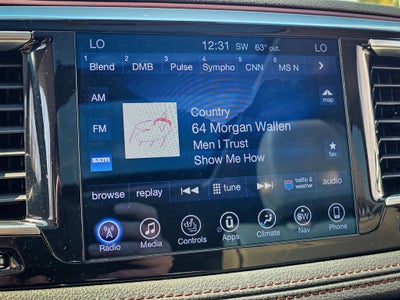 LO 12:31 SW 63° out. LO
1 Blend 2 DMB 3 Pulse 4 Sympho 5 CNN 6 MS N
AM
map
Country
FM
64 Morgan Wallen
Men I Trust
fav.
sxm
Show Me How
browse replay tune traffic & weather audio
SW
Radio Media Controls Apps Climate Nav Phone